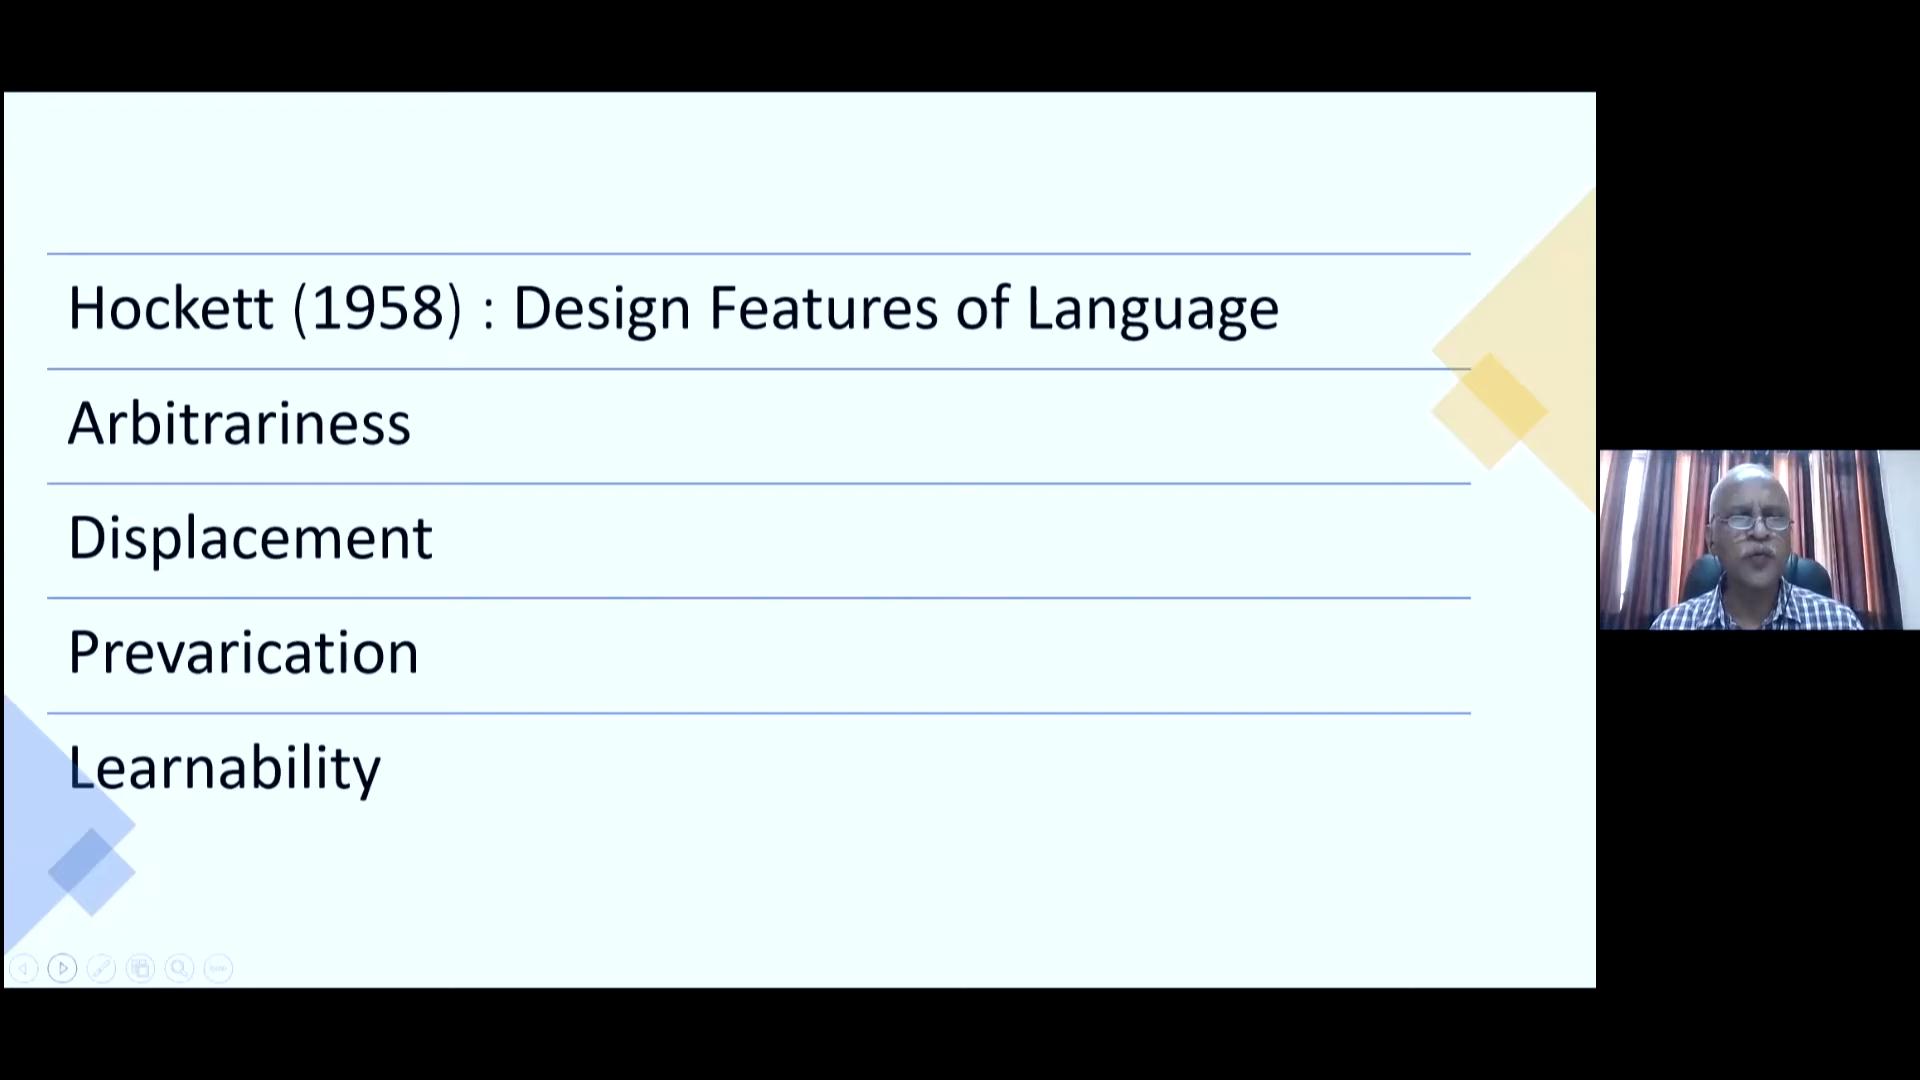 Hockett (1958) : Design Features of Language
Arbitrariness
Displacement
Prevarication
Learnability